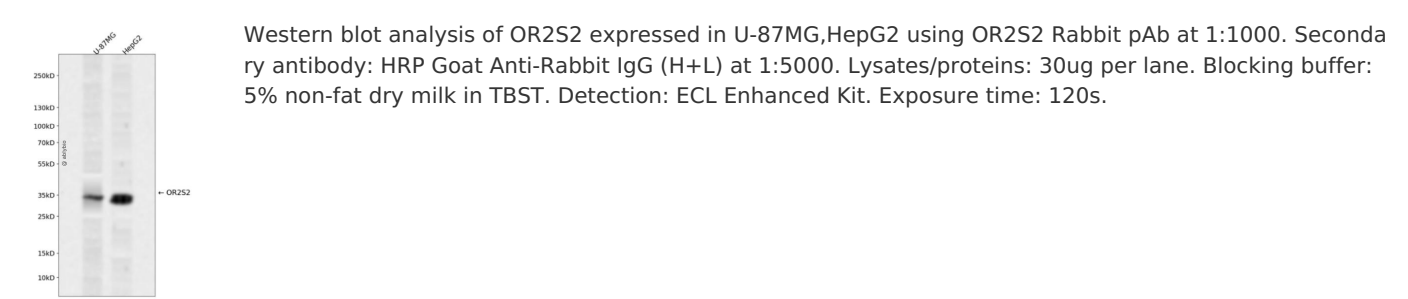 U-87MG
HepG2
Western blot analysis of OR2S2 expressed in U-87MG,HepG2 using OR2S2 Rabbit pAb at 1:1000. Seconda
ry antibody: HRP Goat Anti-Rabbit IgG (H+L) at 1:5000. Lysates/proteins: 30ug per lane. Blocking buffer:
5% non-fat dry milk in TBST. Detection: ECL Enhanced Kit. Exposure time: 120s.
250kD
130kD
100kD
70kD
55kD
35kD
← OR2S2
25kD
15kD
10kD